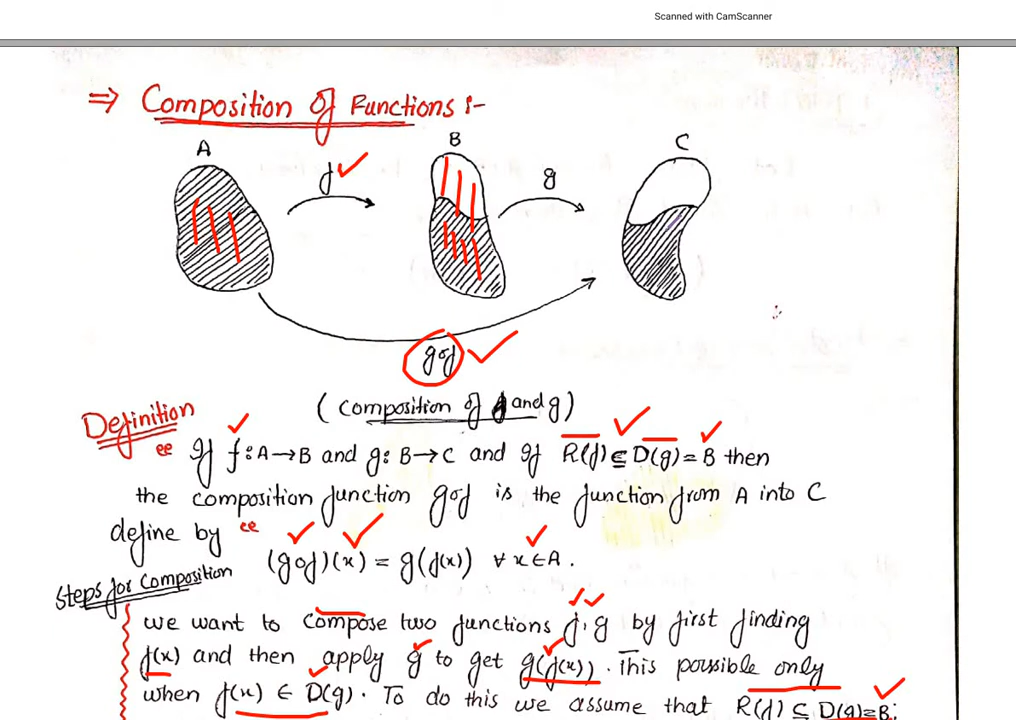 Scanned with CamScanner
⇒ Composition of Functions :-
A
f
B
g
C
gof
(composition of f and g)
Definition
" If f : A → B and g : B → C and if R(f) ⊆ D(g) = B then
the composition function gof is the function from A into C
define by "
(gof)(x) = g(f(x)) ∀ x ∈ A .
Steps for Composition
we want to compose two functions f, g by first finding
f(x) and then apply g to get g(f(x)). This possible only
when f(x) ∈ D(g). To do this we assume that R(f) ⊆ D(g)=B;